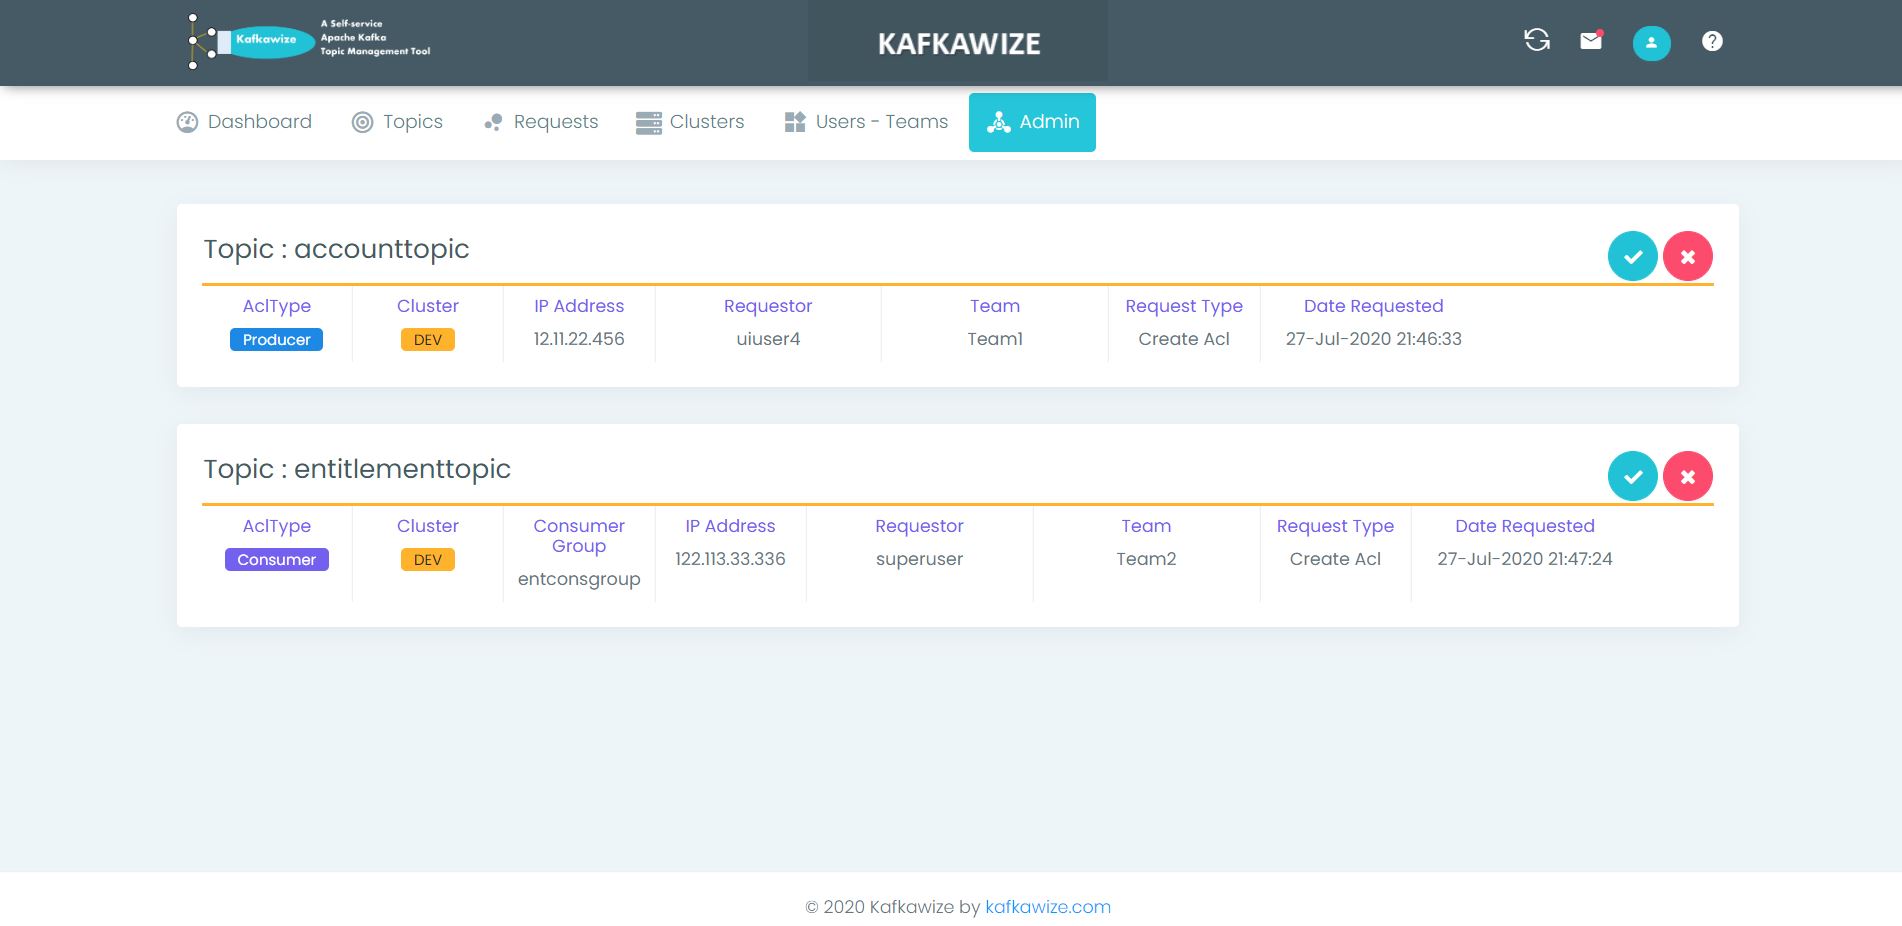 Kafkawize
A Self-service
Apache Kafka
Topic Management Tool
KAFKAWIZE
Dashboard
Topics
Requests
Clusters
Users - Teams
Admin
Topic : accounttopic
AclType
Cluster
IP Address
Requestor
Team
Request Type
Date Requested
Producer
DEV
12.11.22.456
uiuser4
Team1
Create Acl
27-Jul-2020 21:46:33
Topic : entitlementtopic
AclType
Cluster
Consumer
Group
IP Address
Requestor
Team
Request Type
Date Requested
Consumer
DEV
entconsgroup
122.113.33.336
superuser
Team2
Create Acl
27-Jul-2020 21:47:24
© 2020 Kafkawize by kafkawize.com